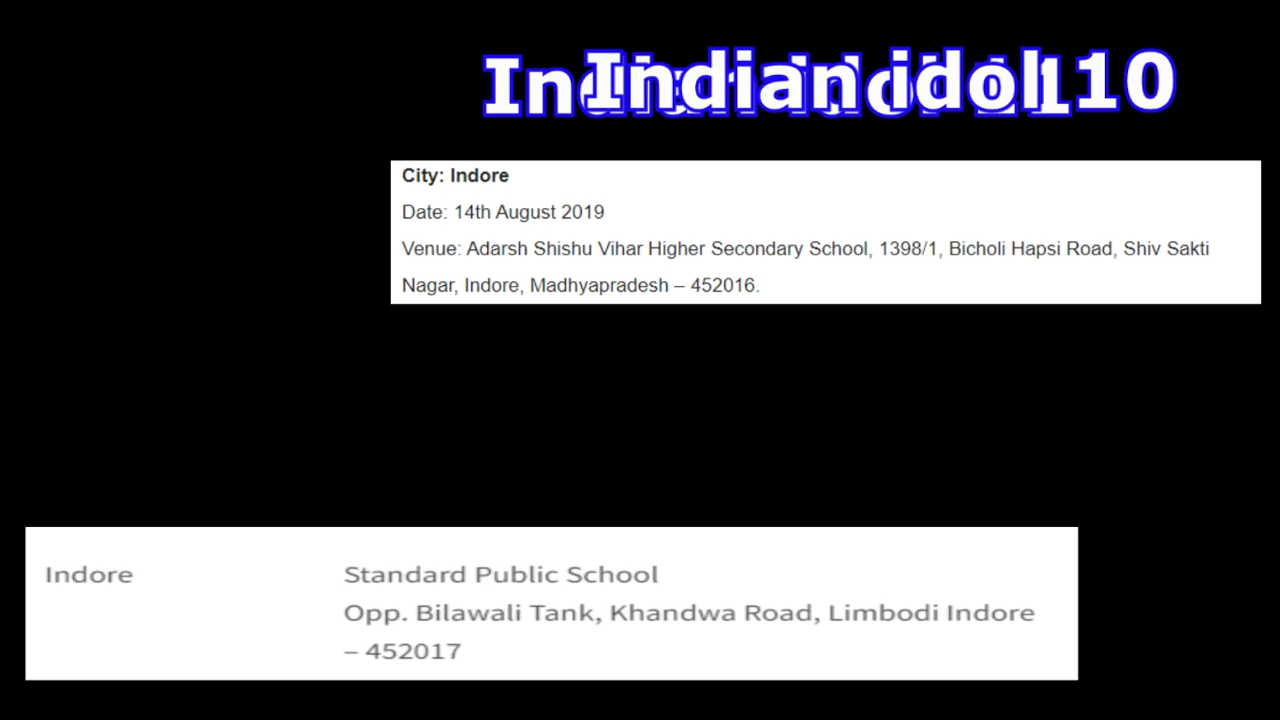 Indian idol 10
City: Indore
Date: 14th August 2019
Venue: Adarsh Shishu Vihar Higher Secondary School, 1398/1, Bicholi Hapsi Road, Shiv Sakti
Nagar, Indore, Madhyapradesh – 452016.
Indore Standard Public School
Opp. Bilawali Tank, Khandwa Road, Limbodi Indore
– 452017